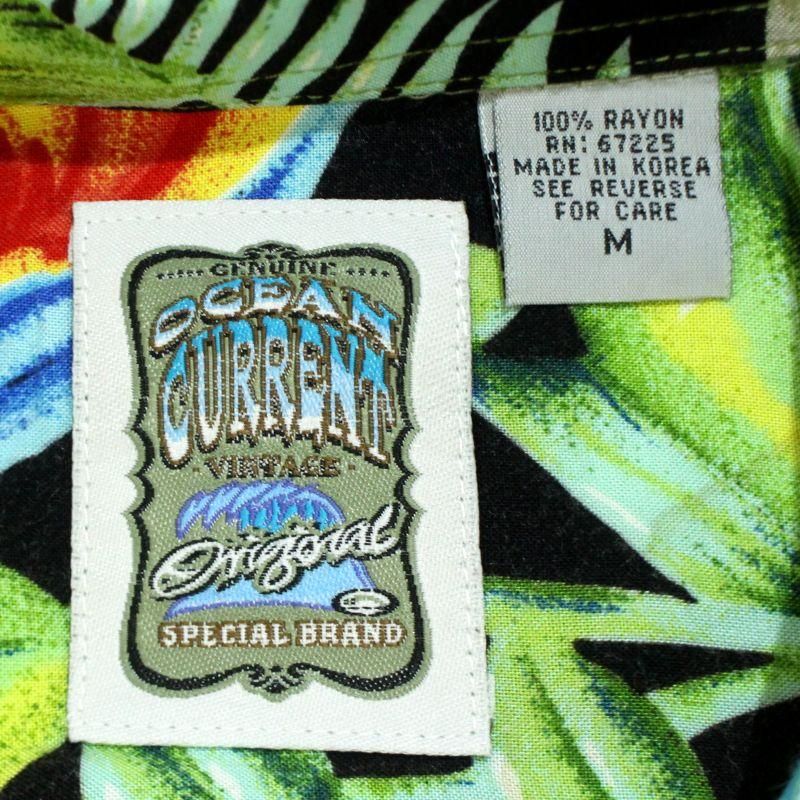 GENUINE
OCEAN
CURRENT
VINTAGE
Original
SPECIAL BRAND
100% RAYON
RN: 67225
MADE IN KOREA
SEE REVERSE
FOR CARE
M